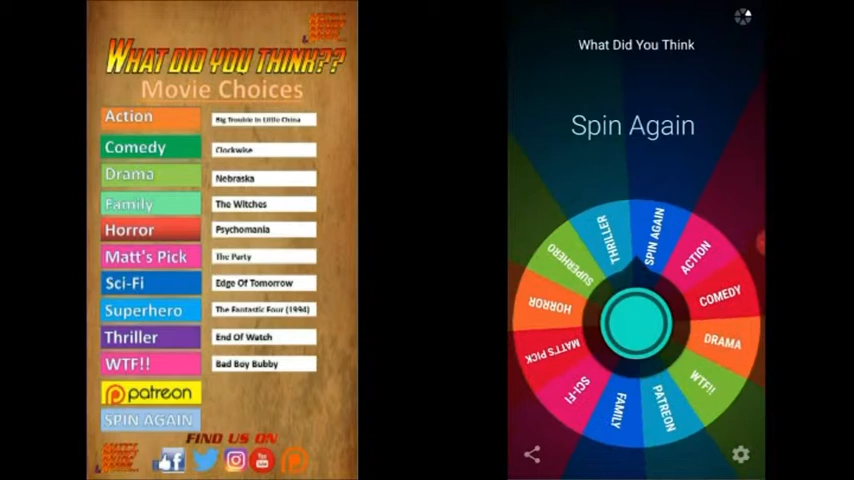 WHAT DID YOU THINK??
Movie Choices
Action Big Trouble In Little China
Comedy Clockwise
Drama Nebraska
Family The Witches
Horror Psychomania
Matt's Pick The Party
Sci-Fi Edge Of Tomorrow
Superhero The Fantastic Four (1994)
Thriller End Of Watch
WTF!! Bad Boy Bubby
patreon
SPIN AGAIN
FIND US ON
You
What Did You Think
Spin Again
SPIN AGAIN
ACTION
COMEDY
DRAMA
WTF!!
PATREON
FAMILY
SCI-FI
MATT'S PICK
HORROR
SUPERHERO
THRILLER